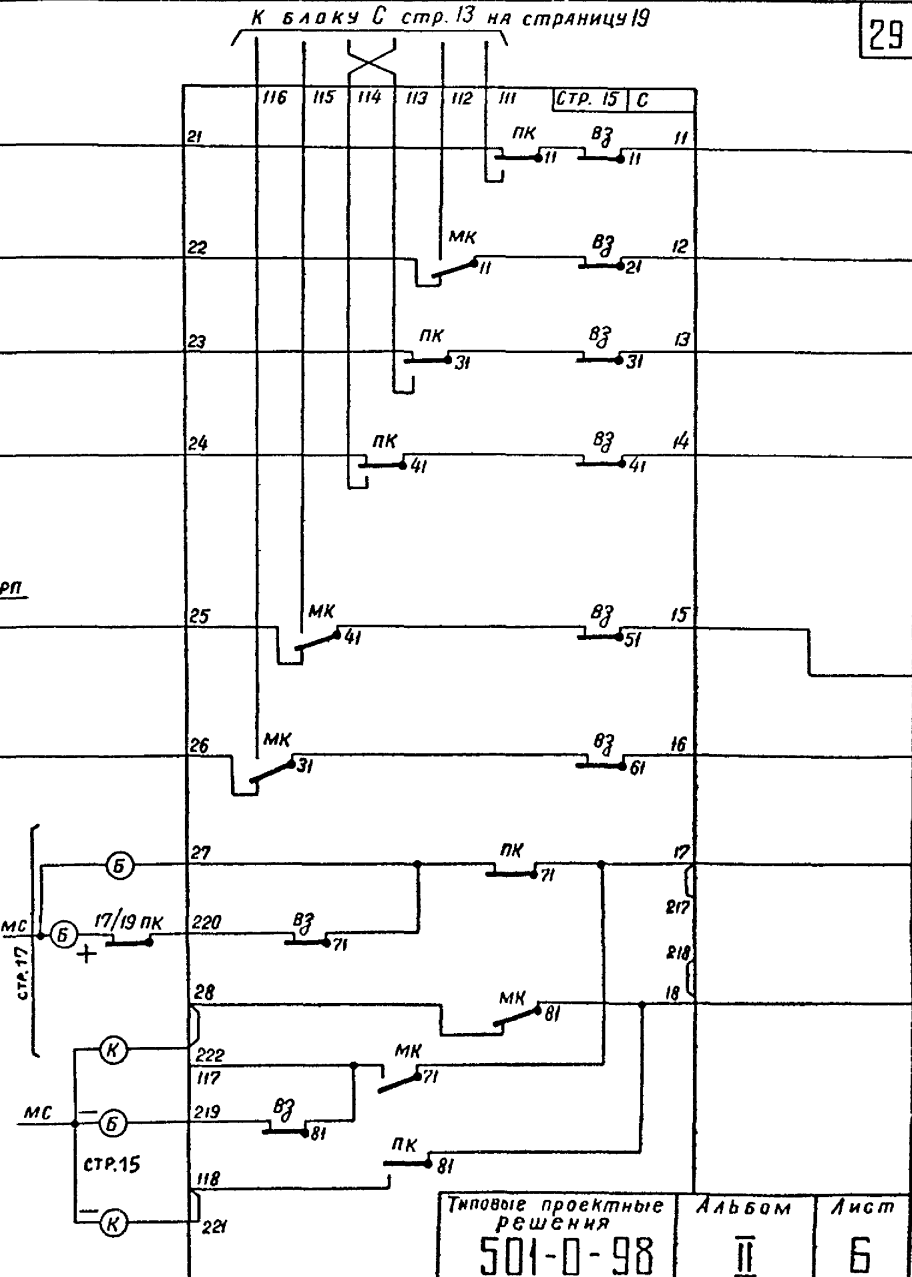 К БЛОКУ С СТР. 13 НА СТРАНИЦУ 19
29
116 115 114 113 112 111 СТР. 15 С
21 ПК 11 ВЗ 11 11
22 МК 11 ВЗ 21 12
23 ПК 31 ВЗ 31 13
24 ПК 41 ВЗ 41 14
РП
25 МК 41 ВЗ 51 15
26 МК 31 ВЗ 61 16
Б 27 ПК 71 17
217
МС Б + 17/19 ПК 220 ВЗ 71
218
СТР. 17
28 МК 81 18
К
222 МК 71
117
МС – Б 219 ВЗ 81
ПК 81
СТР. 15
118
– К 221
Типовые проектные решения
501-0-98
Альбом
II
Лист
6